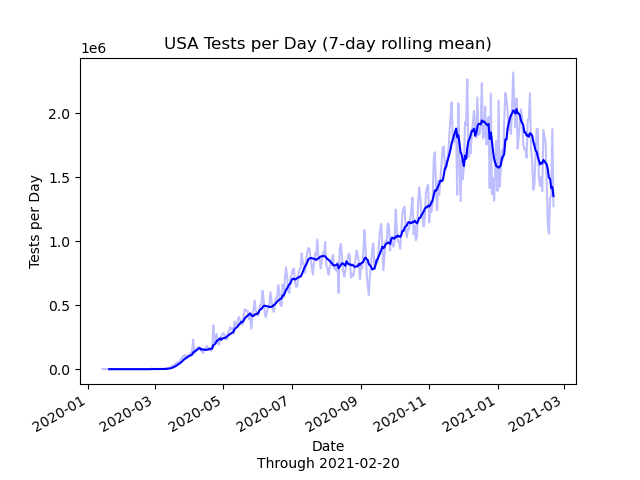 USA Tests per Day (7-day rolling mean)
1e6
Tests per Day
2.0
1.5
1.0
0.5
0.0
2020-01
2020-03
2020-05
2020-07
2020-09
2020-11
2021-01
2021-03
Date
Through 2021-02-20